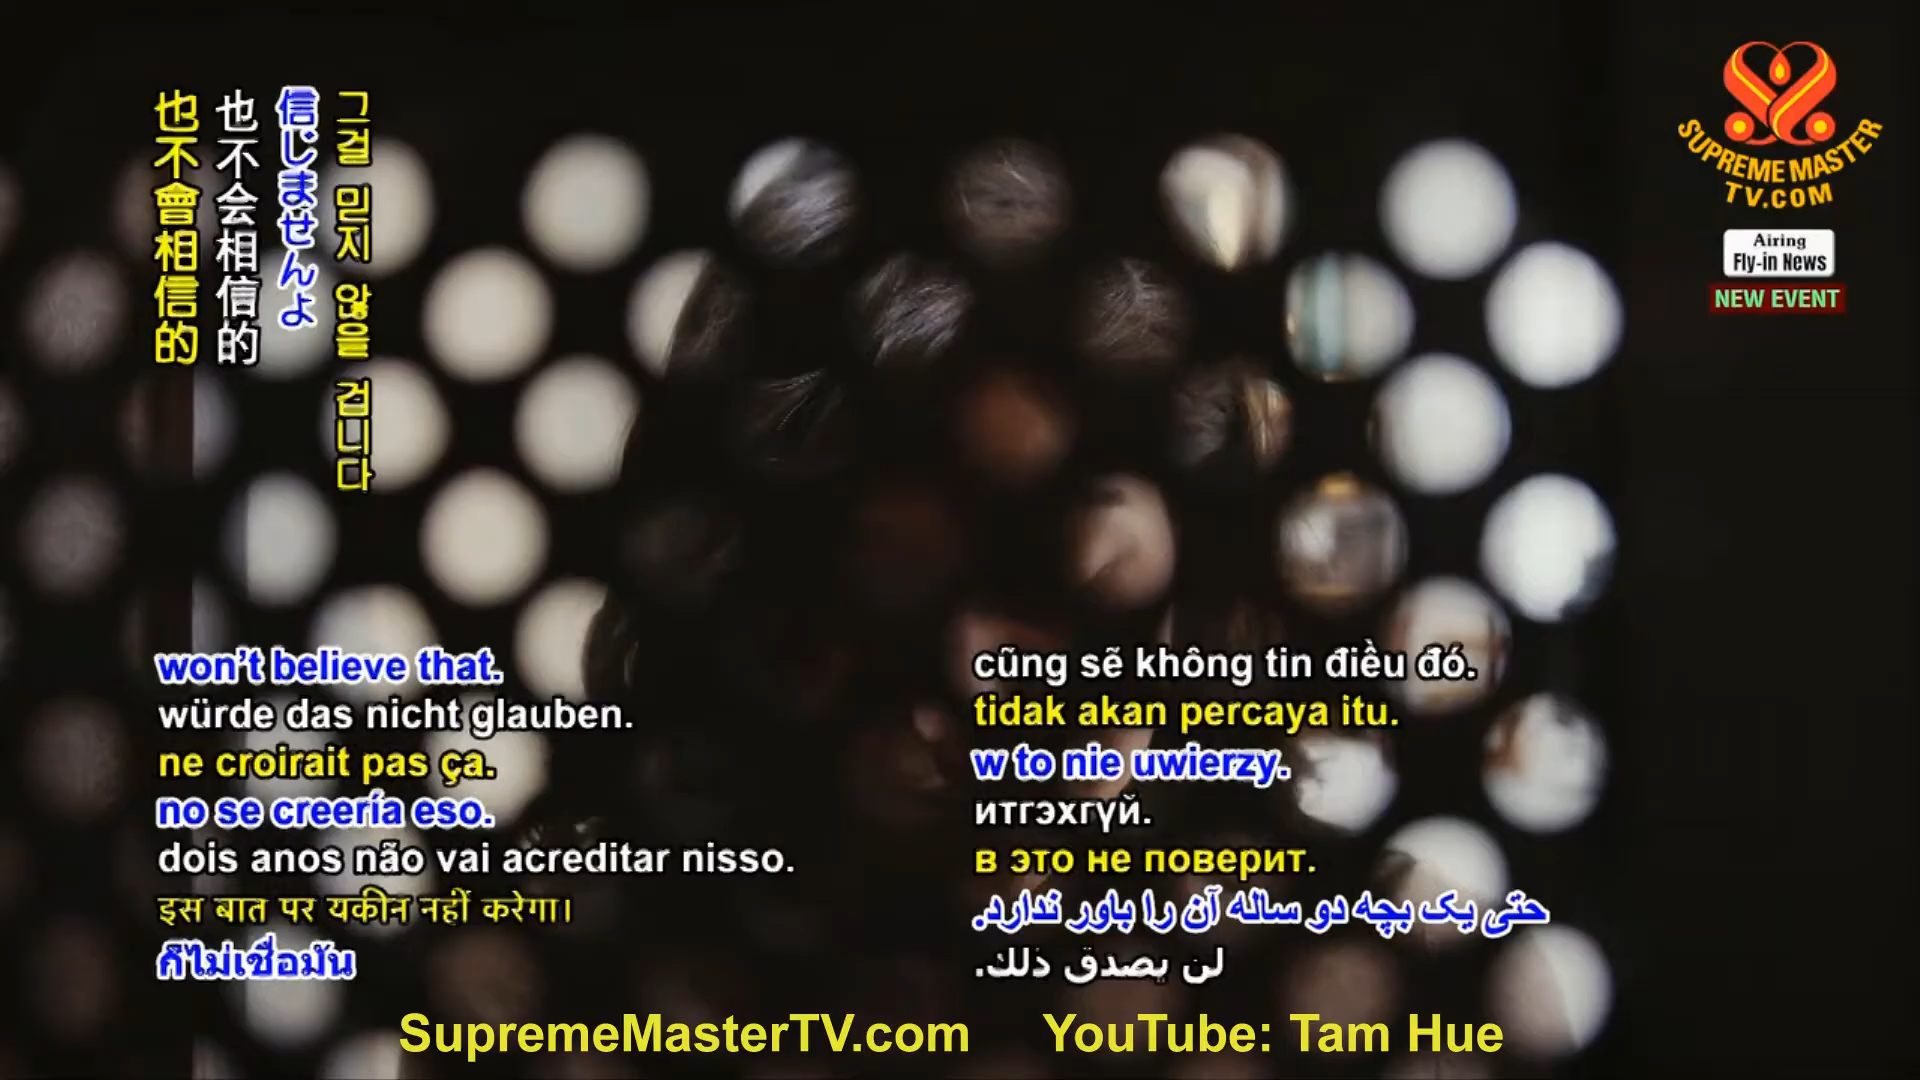 也不會相信的
也不会相信的
信じませんよ
그걸 믿지 않을 겁니다
SUPREME MASTER
TV.COM
Airing
Fly-in News
NEW EVENT
won't believe that.
würde das nicht glauben.
ne croirait pas ça.
no se creería eso.
dois anos não vai acreditar nisso.
इस बात पर यकीन नहीं करेगा।
ก็ไม่เชื่อมัน
cũng sẽ không tin điều đó.
tidak akan percaya itu.
w to nie uwierzy.
итгэхгүй.
в это не поверит.
حتی یک بچه دو ساله آن را باور ندارد.
لن يصدق ذلك.
SupremeMasterTV.com YouTube: Tam Hue